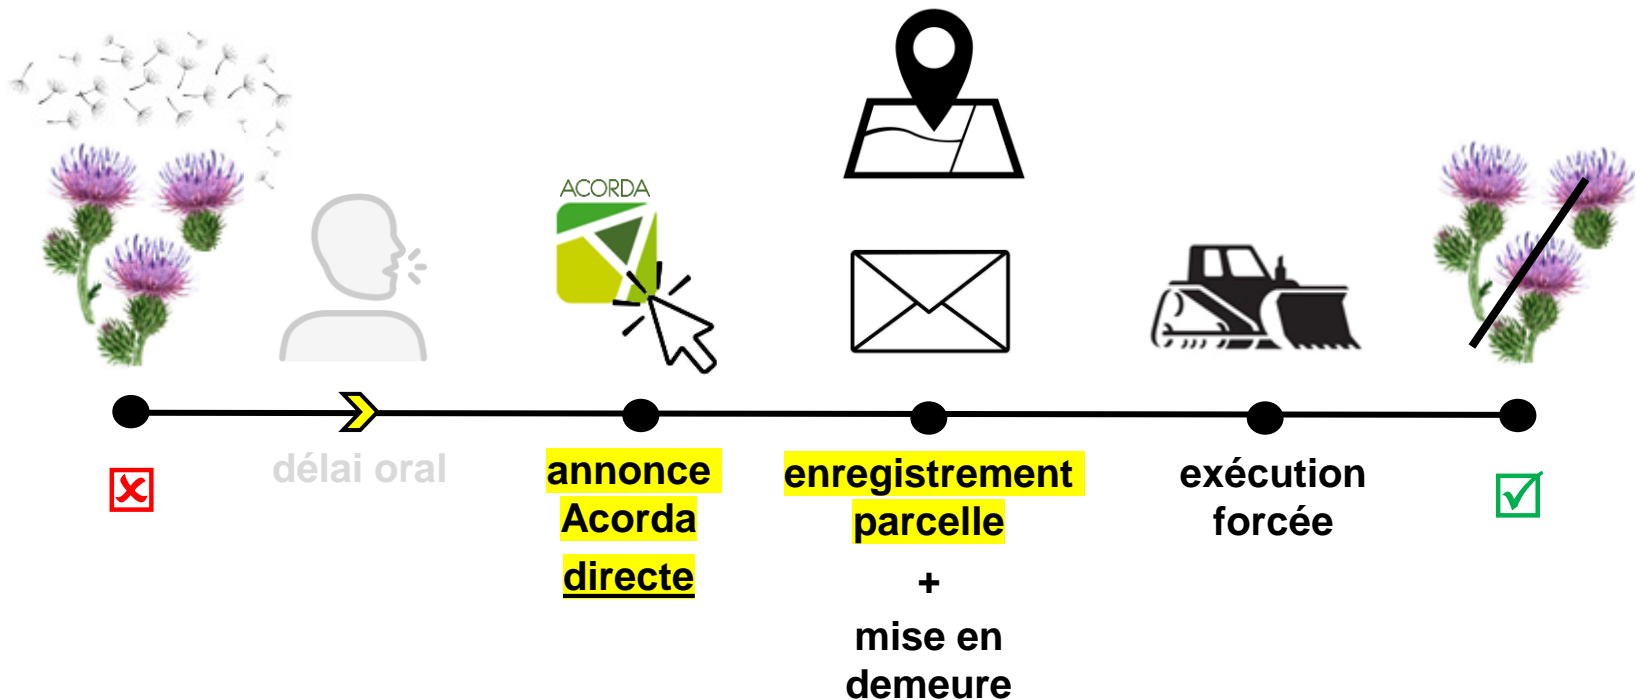 ACORDA
délai oral
annonce
Acorda
directe
enregistrement
parcelle
+
mise en
demeure
exécution
forcée